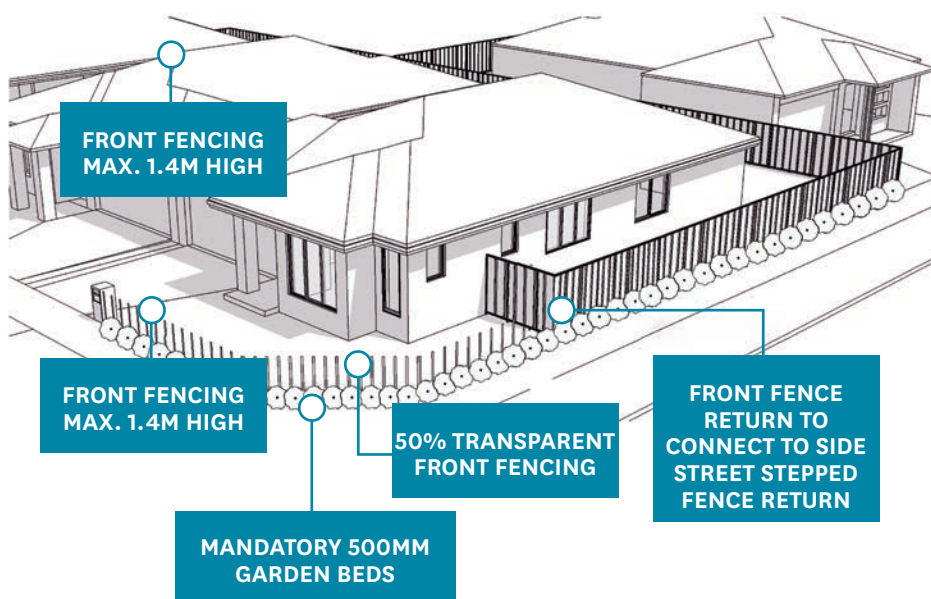 FRONT FENCING
MAX. 1.4M HIGH
FRONT FENCING
MAX. 1.4M HIGH
50% TRANSPARENT
FRONT FENCING
FRONT FENCE
RETURN TO
CONNECT TO SIDE
STREET STEPPED
FENCE RETURN
MANDATORY 500MM
GARDEN BEDS